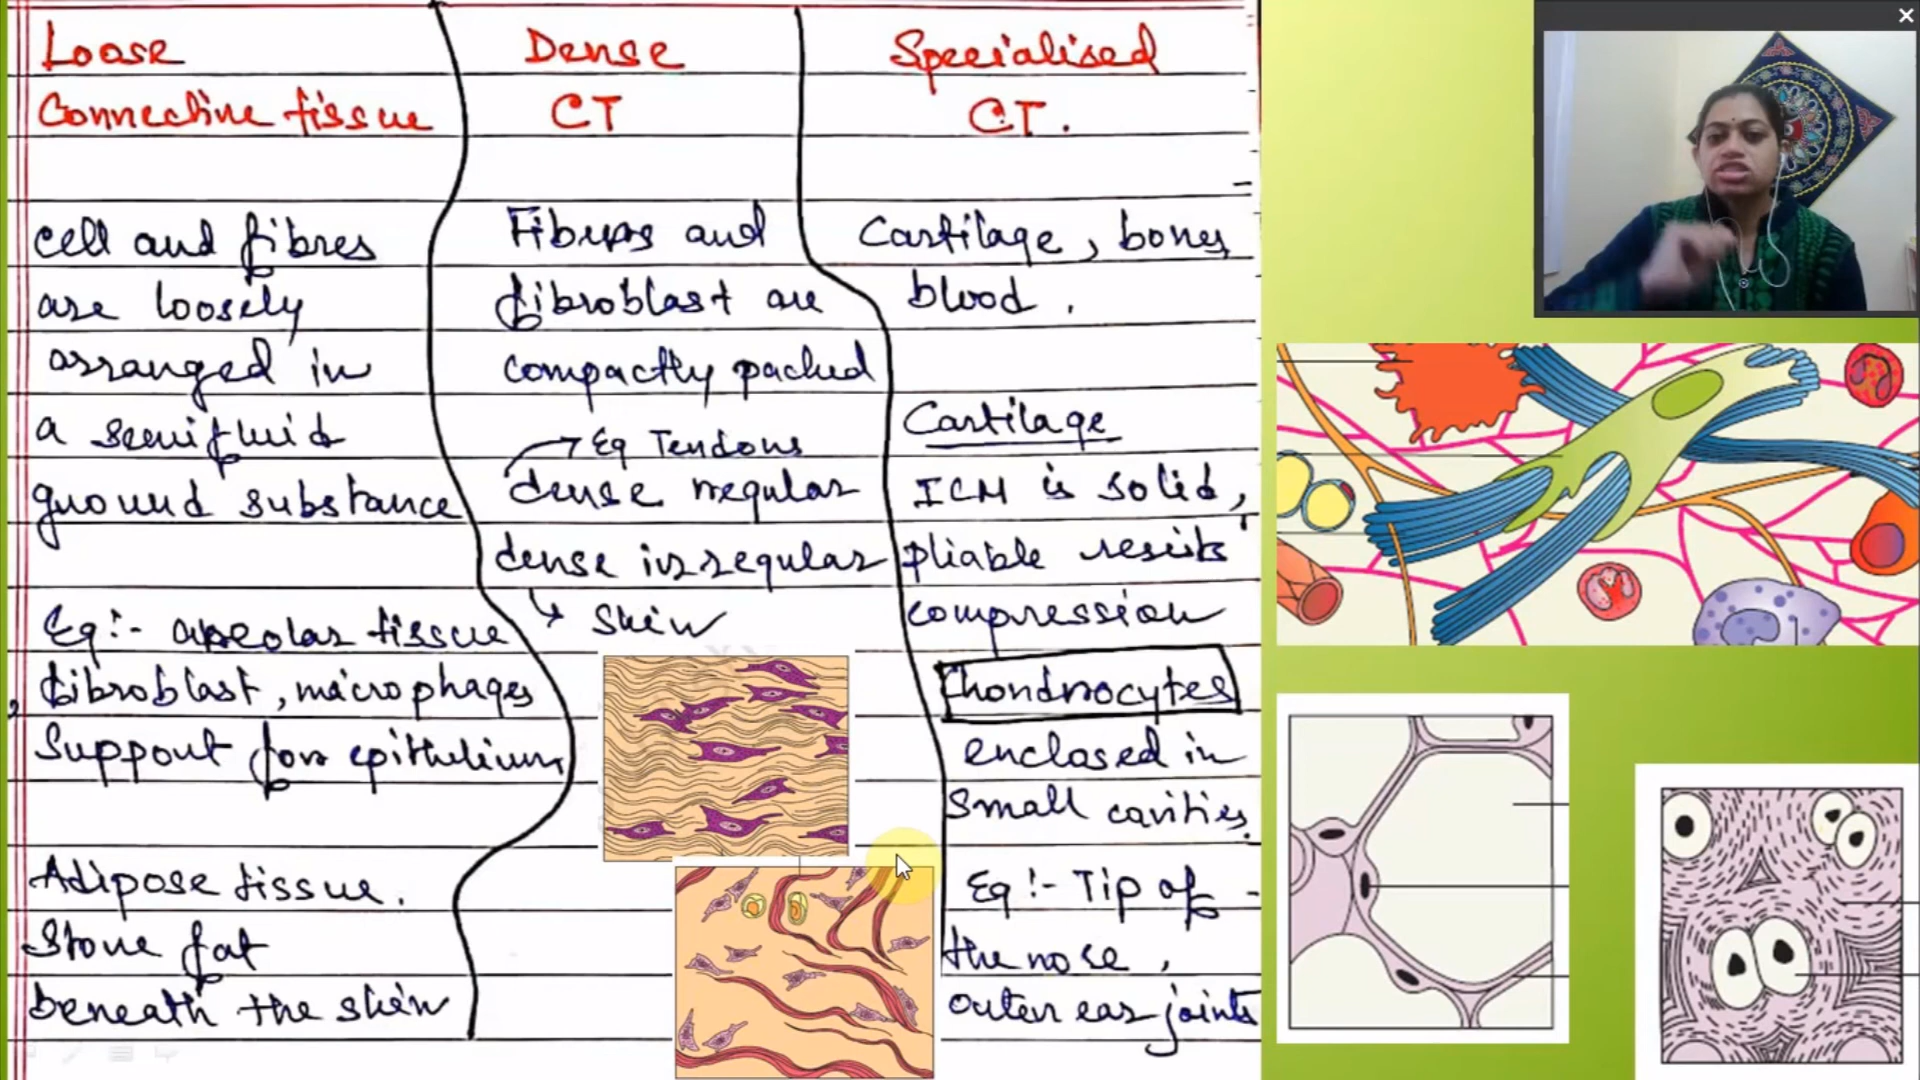 Loose
Connective tissue
cell and fibres
are loosely
arranged in
a semifluid
ground substance
Eg:- areolar tissue
fibroblast, macrophages
Support for epithelium
Adipose tissue.
Store fat
beneath the skin
Dense
CT
Fibres and
fibroblast are
compactly packed
→ Eg Tendons
dense regular
dense irregular
↳ Skin
Specialised
CT.
Cartilage, bones,
blood.
Cartilage
ICM is solid,
pliable resists
compression
Chondrocytes
enclosed in
small cavities.
Eg:- Tip of
the nose,
outer ear joints